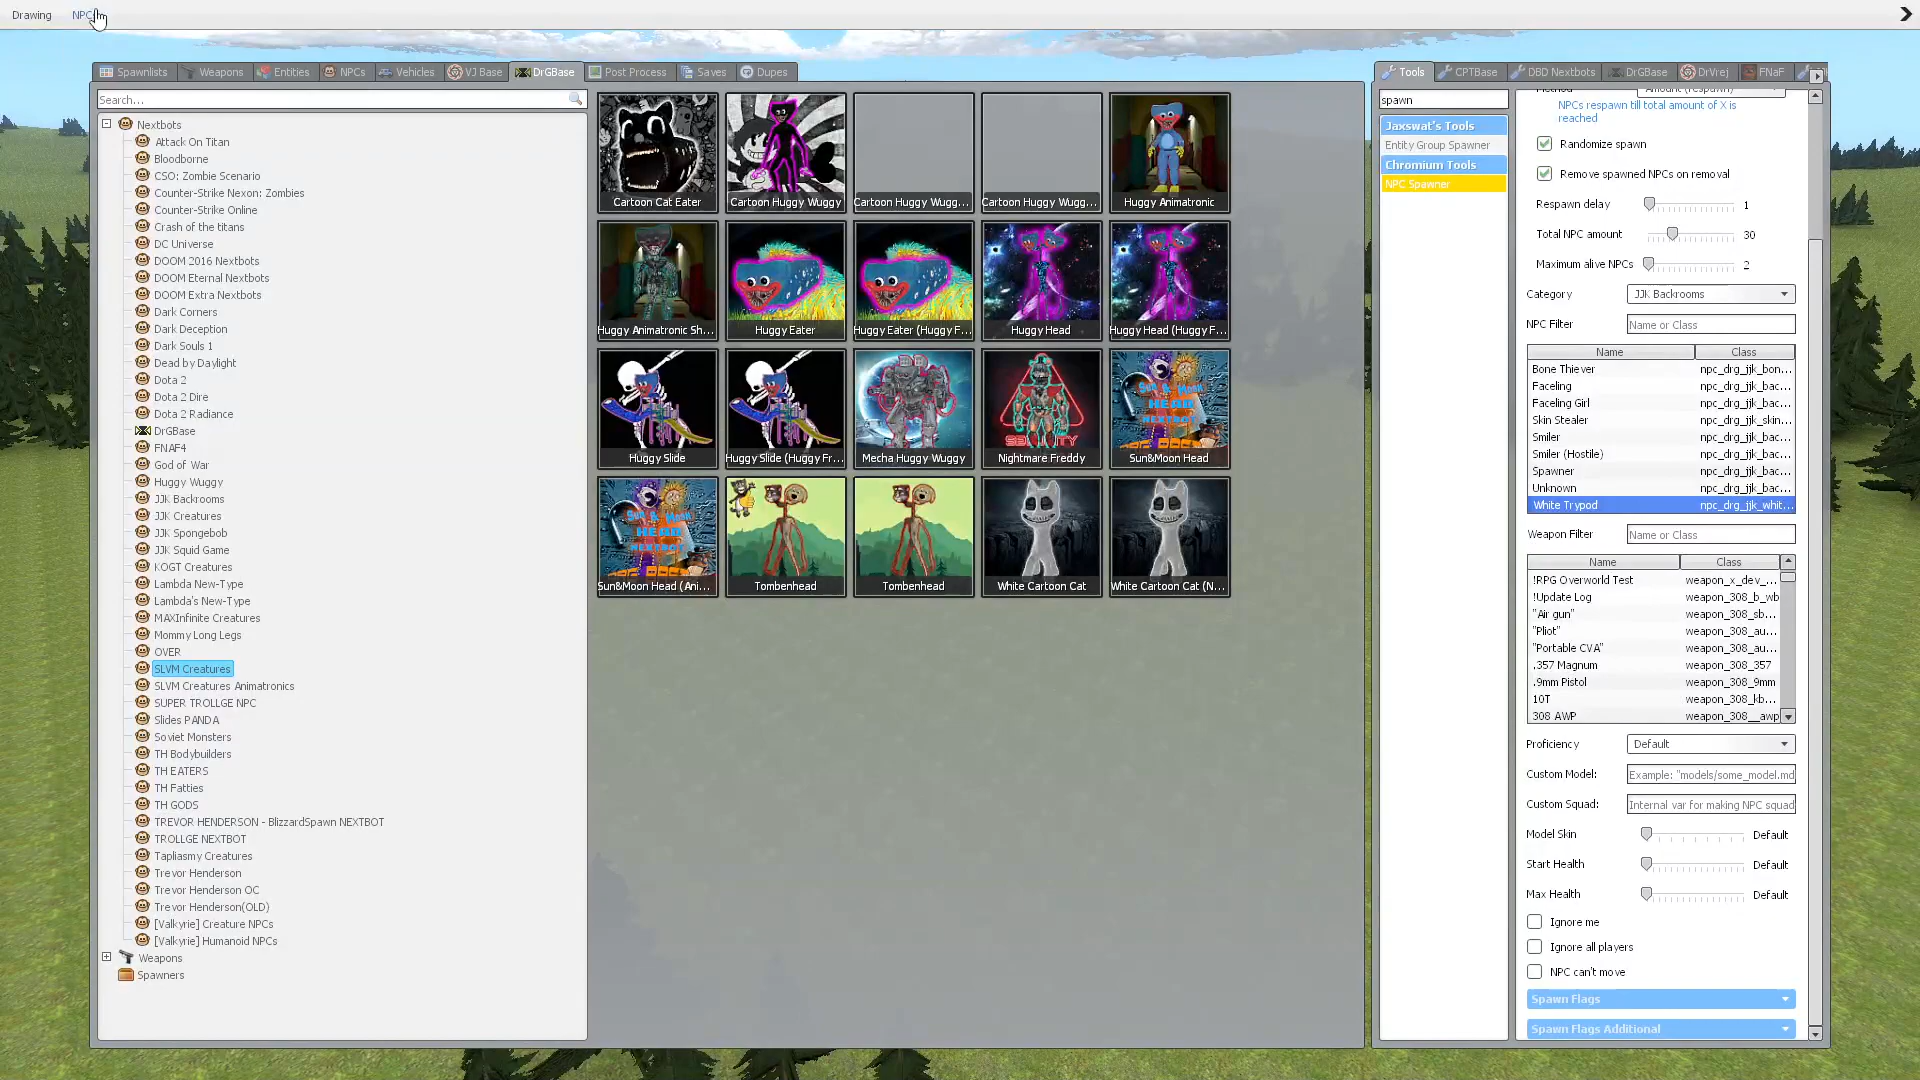 Drawing NPCs
Spawnlists Weapons Entities NPCs Vehicles VJ Base DrGBase Post Process Saves Dupes
Search...
Nextbots
Attack On Titan
Bloodborne
CSO: Zombie Scenario
Counter-Strike Nexon: Zombies
Counter-Strike Online
Crash of the titans
DC Universe
DOOM 2016 Nextbots
DOOM Eternal Nextbots
DOOM Extra Nextbots
Dark Corners
Dark Deception
Dark Souls 1
Dead by Daylight
Dota 2
Dota 2 Dire
Dota 2 Radiance
DrGBase
FNAF4
God of War
Huggy Wuggy
JJK Backrooms
JJK Creatures
JJK Spongebob
JJK Squid Game
KOGT Creatures
Lambda New-Type
Lambda's New-Type
MAXInfinite Creatures
Mommy Long Legs
OVER
SLVM Creatures
SLVM Creatures Animatronics
SUPER TROLLGE NPC
Slides PANDA
Soviet Monsters
TH Bodybuilders
TH EATERS
TH Fatties
TH GODS
TREVOR HENDERSON - BlizzardSpawn NEXTBOT
TROLLGE NEXTBOT
Tapliasmy Creatures
Trevor Henderson
Trevor Henderson OC
Trevor Henderson(OLD)
[Valkyrie] Creature NPCs
[Valkyrie] Humanoid NPCs
Weapons
Spawners
Cartoon Cat Eater Cartoon Huggy Wuggy Cartoon Huggy Wugg... Cartoon Huggy Wugg... Huggy Animatronic
Huggy Animatronic Sh... Huggy Eater Huggy Eater (Huggy F... Huggy Head Huggy Head (Huggy F...
Huggy Slide Huggy Slide (Huggy Fr... Mecha Huggy Wuggy Nightmare Freddy Sun&Moon Head
Sun&Moon Head (Ani... Tombenhead Tombenhead White Cartoon Cat White Cartoon Cat (N...
Tools CPTBase DBD Nextbots DrGBase DrVrej FNaF
spawn
Jaxswat's Tools
Entity Group Spawner
Chromium Tools
NPC Spawner
NPCs respawn till total amount of X is
reached
Randomize spawn
Remove spawned NPCs on removal
Respawn delay 1
Total NPC amount 30
Maximum alive NPCs 2
Category JJK Backrooms
NPC Filter Name or Class
Name Class
Bone Thiever npc_drg_jjk_bon...
Faceling npc_drg_jjk_bac...
Faceling Girl npc_drg_jjk_bac...
Skin Stealer npc_drg_jjk_skin...
Smiler npc_drg_jjk_bac...
Smiler (Hostile) npc_drg_jjk_bac...
Spawner npc_drg_jjk_bac...
Unknown npc_drg_jjk_bac...
White Trypod npc_drg_jjk_whit...
Weapon Filter Name or Class
Name Class
!RPG Overworld Test weapon_x_dev_...
!Update Log weapon_308_b_wb
"Air gun" weapon_308_sb...
"Pliot" weapon_308_au...
"Portable CVA" weapon_308_au...
.357 Magnum weapon_308_357
.9mm Pistol weapon_308_9mm
10T weapon_308_kb...
308 AWP weapon_308__awp
Proficiency Default
Custom Model: Example: "models/some_model.md
Custom Squad: Internal var for making NPC squad
Model Skin Default
Start Health Default
Max Health Default
Ignore me
Ignore all players
NPC can't move
Spawn Flags
Spawn Flags Additional